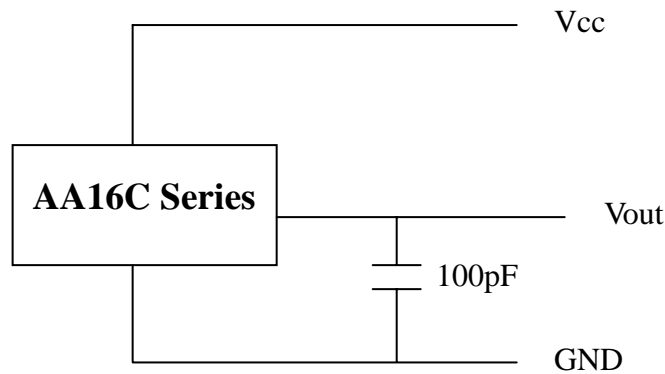 Vcc
AA16C Series
Vout
100pF
GND